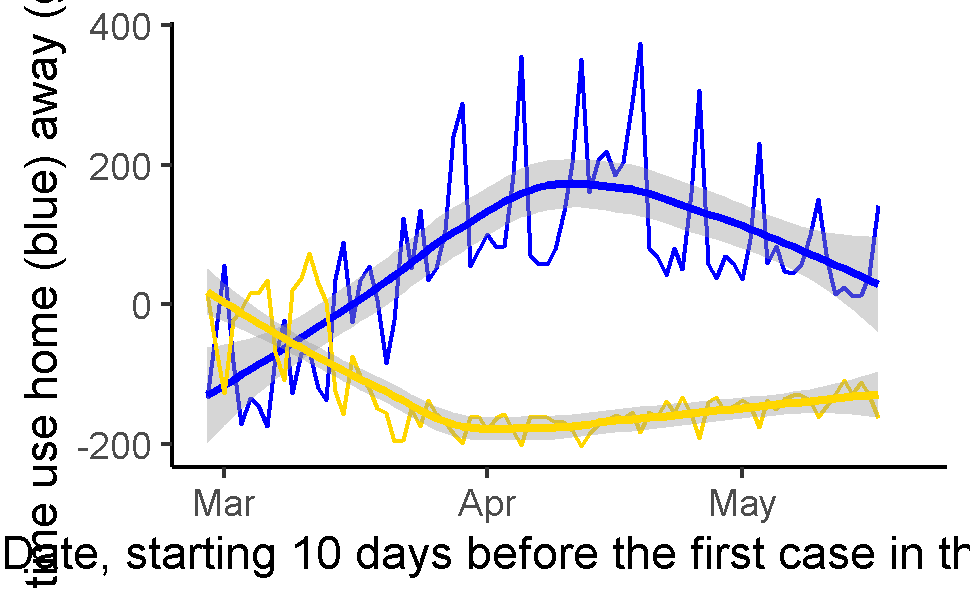 time use home (blue) away (
400
200
0
-200
Mar Apr May
Date, starting 10 days before the first case in th